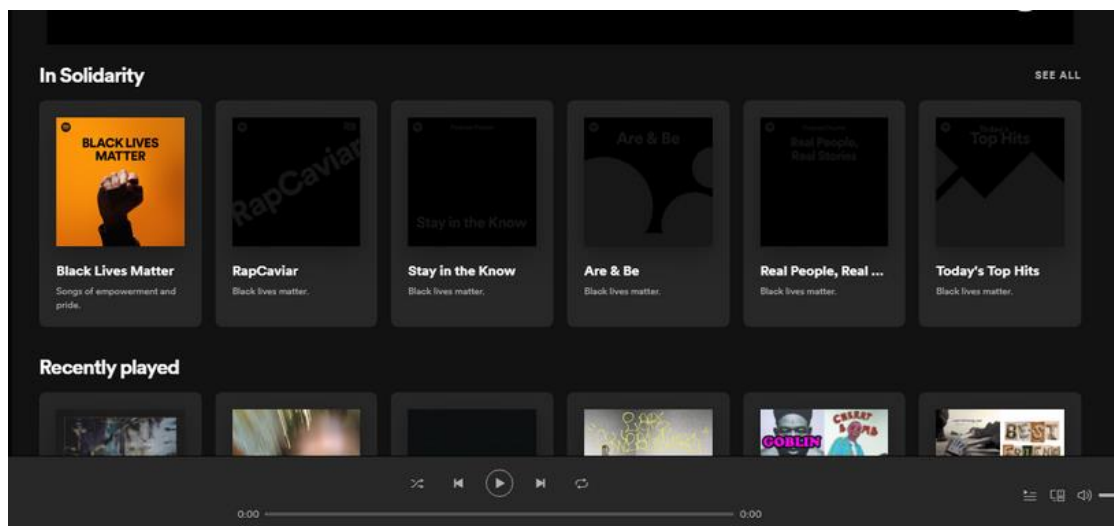 In Solidarity
SEE ALL
BLACK LIVES
MATTER
RapCaviar
Stay in the Know
Are & Be
Real People,
Real Stories
Today's
Top Hits
Black Lives Matter
Songs of empowerment and
pride.
RapCaviar
Black lives matter.
Stay in the Know
Black lives matter.
Are & Be
Black lives matter.
Real People, Real ...
Black lives matter.
Today's Top Hits
Black lives matter.
Recently played
GOBLIN
CHERRY
BOMB
BEST
0:00
0:00